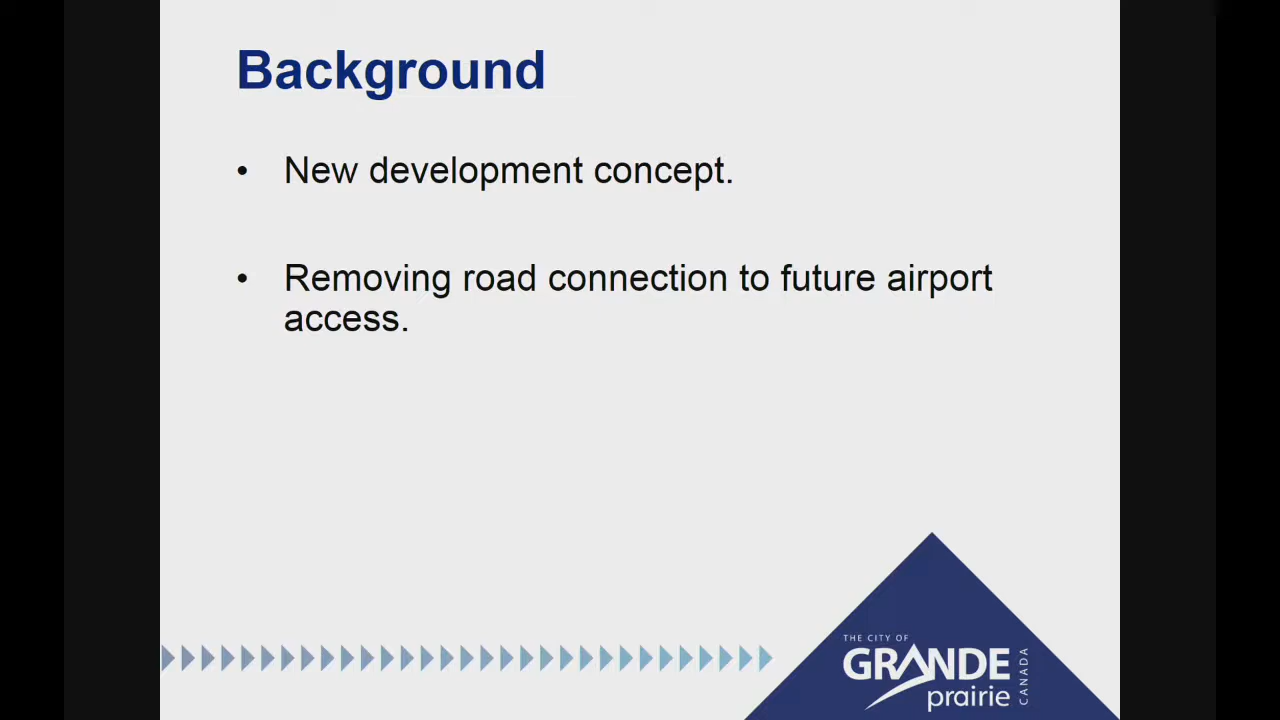 Background
• New development concept.
• Removing road connection to future airport
access.
THE CITY OF
GRANDE
prairie
CANADA